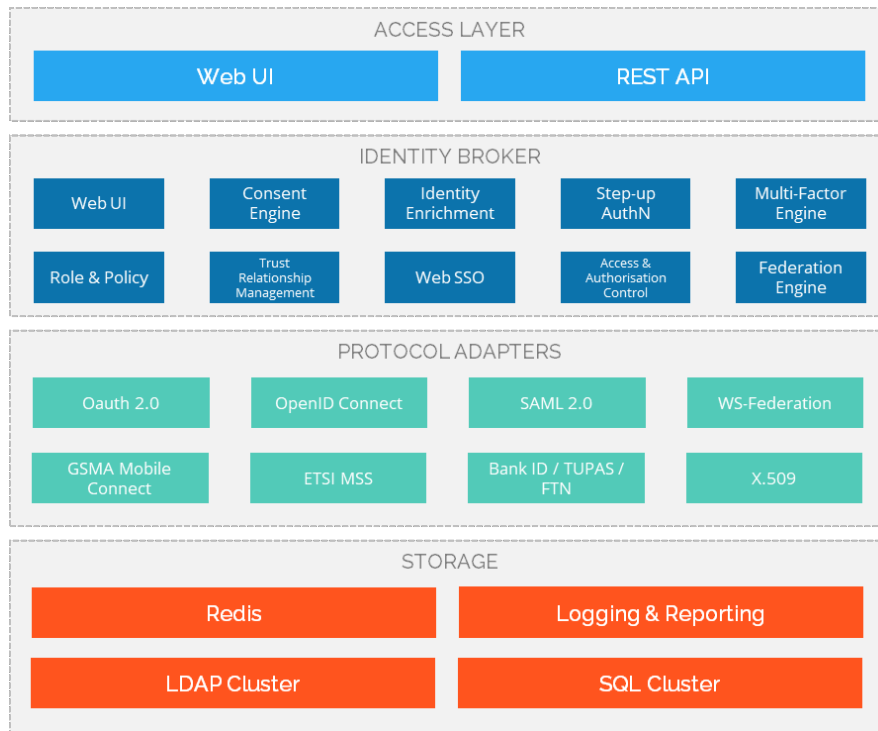 ACCESS LAYER
Web UI
REST API
IDENTITY BROKER
Web UI
Consent
Engine
Identity
Enrichment
Step-up
AuthN
Multi-Factor
Engine
Role & Policy
Trust
Relationship
Management
Web SSO
Access &
Authorisation
Control
Federation
Engine
PROTOCOL ADAPTERS
Oauth 2.0
OpenID Connect
SAML 2.0
WS-Federation
GSMA Mobile
Connect
ETSI MSS
Bank ID / TUPAS /
FTN
X.509
STORAGE
Redis
Logging & Reporting
LDAP Cluster
SQL Cluster